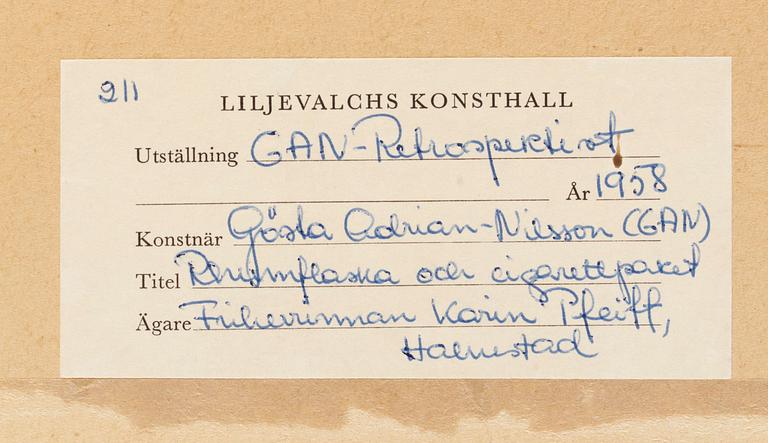 211
LILJEVALCHS KONSTHALL
Utställning GAN-Retrospektivt
År 1958
Konstnär Gösta Adrian-Nilsson (GAN)
Titel Rhumflaska och cigarettpaket
Ägare Friherrinnan Karin Pfeiff,
Halmstad